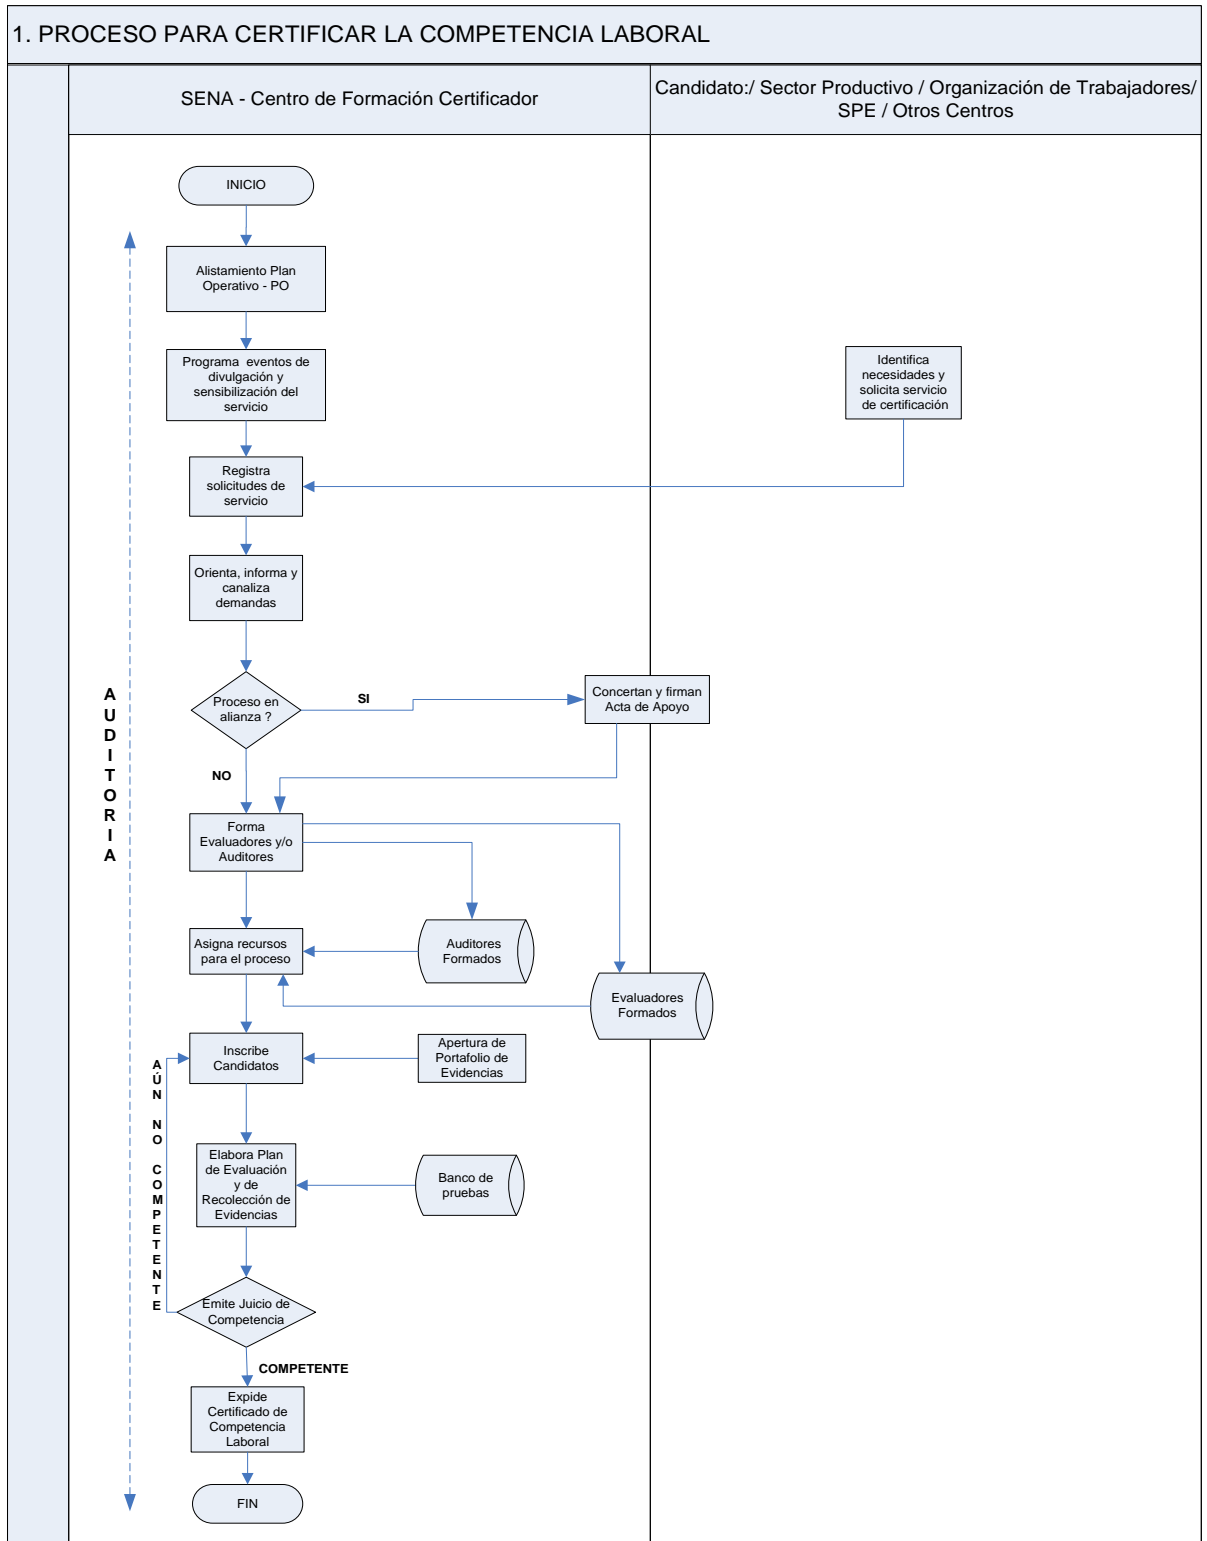 1. PROCESO PARA CERTIFICAR LA COMPETENCIA LABORAL
SENA - Centro de Formación Certificador
Candidato:/ Sector Productivo / Organización de Trabajadores/
SPE / Otros Centros
INICIO
Alistamiento Plan
Operativo - PO
Programa eventos de
divulgación y
sensibilización del
servicio
Identifica
necesidades y
solicita servicio
de certificación
Registra
solicitudes de
servicio
Orienta, informa y
canaliza
demandas
Proceso en
alianza ?
SI
Concertan y firman
Acta de Apoyo
NO
A
U
D
I
T
O
R
I
A
Forma
Evaluadores y/o
Auditores
Asigna recursos
para el proceso
Auditores
Formados
Evaluadores
Formados
Inscribe
Candidatos
Apertura de
Portafolio de
Evidencias
A
Ú
N
N
O
C
O
M
P
E
T
E
N
T
E
Elabora Plan
de Evaluación
y de
Recolección de
Evidencias
Banco de
pruebas
Emite Juicio de
Competencia
COMPETENTE
Expide
Certificado de
Competencia
Laboral
FIN